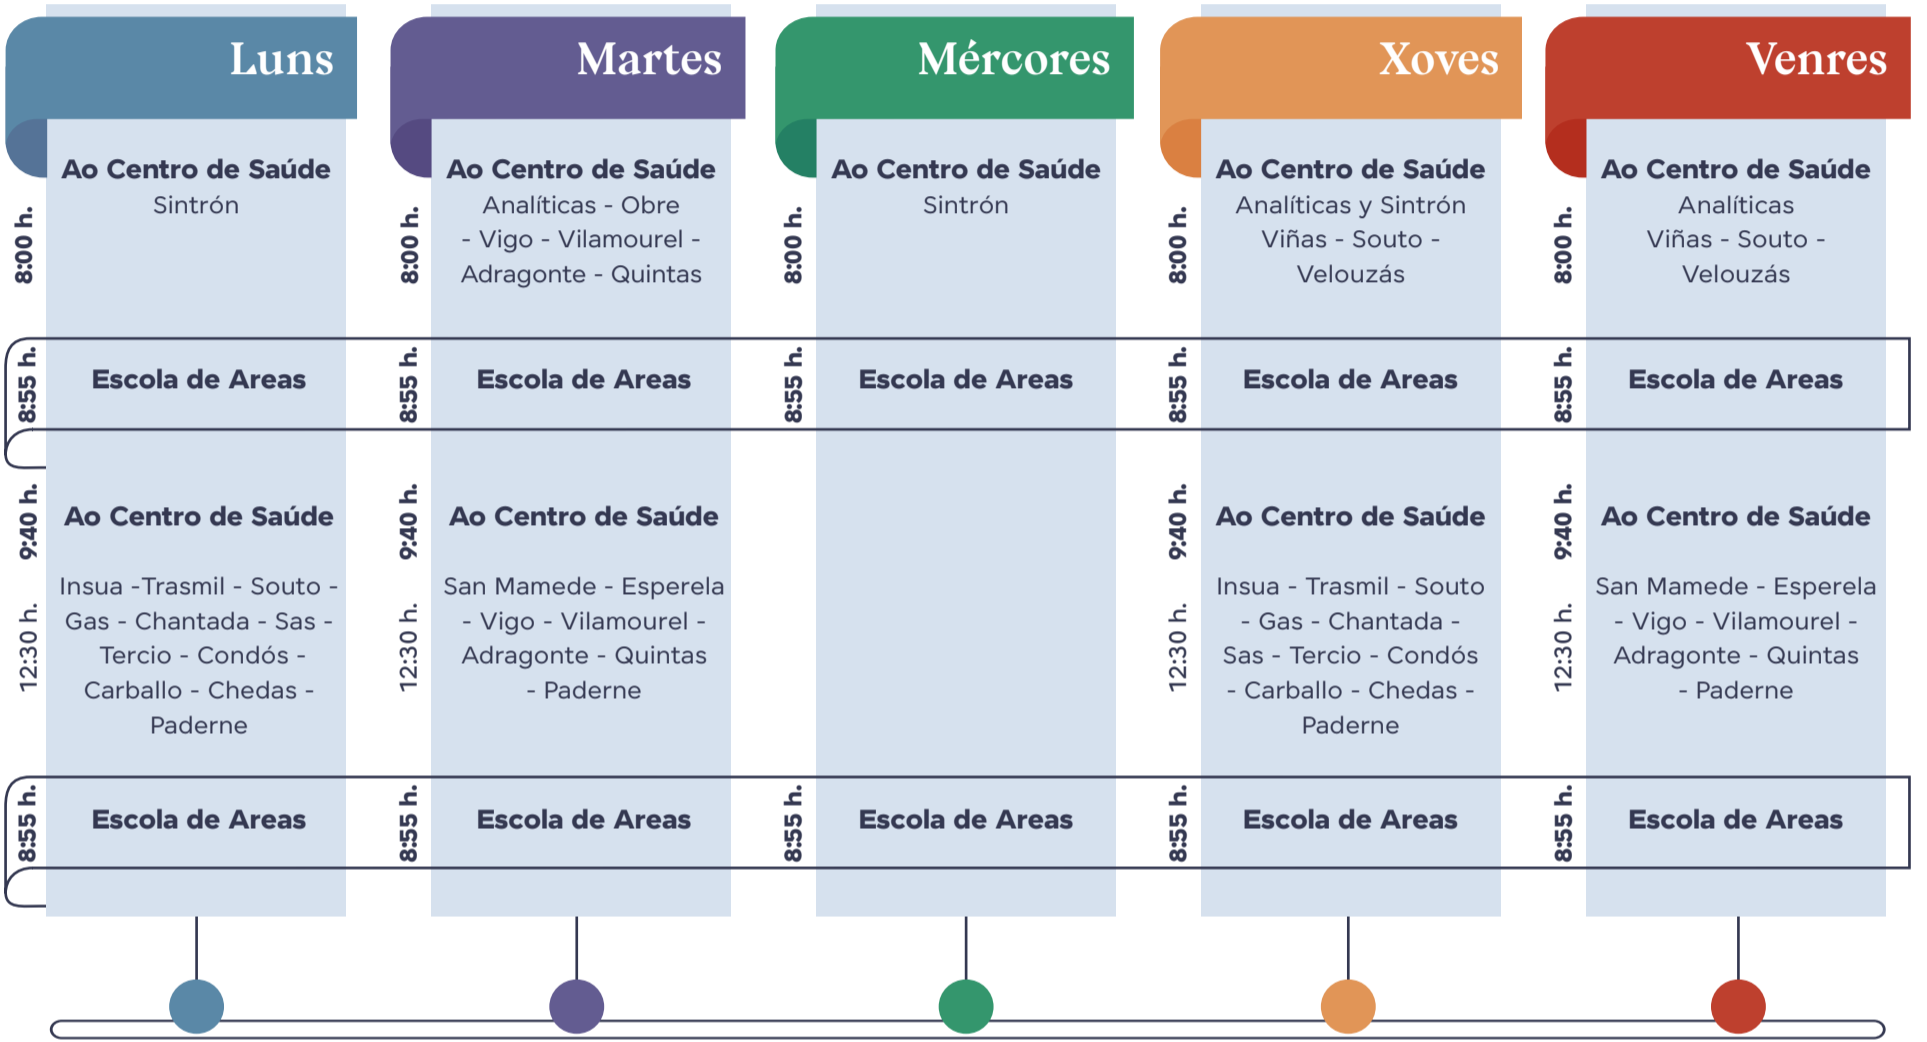 Luns
8:00 h.
Ao Centro de Saúde
Sintrón
8:55 h.
Escola de Areas
9:40 h.
Ao Centro de Saúde
12:30 h.
Insua -Trasmil - Souto -
Gas - Chantada - Sas -
Tercio - Condós -
Carballo - Chedas -
Paderne
8:55 h.
Escola de Areas
Martes
8:00 h.
Ao Centro de Saúde
Analíticas - Obre
- Vigo - Vilamourel -
Adragonte - Quintas
8:55 h.
Escola de Areas
9:40 h.
Ao Centro de Saúde
12:30 h.
San Mamede - Esperela
- Vigo - Vilamourel -
Adragonte - Quintas
- Paderne
8:55 h.
Escola de Areas
Mércores
8:00 h.
Ao Centro de Saúde
Sintrón
8:55 h.
Escola de Areas
8:55 h.
Escola de Areas
Xoves
8:00 h.
Ao Centro de Saúde
Analíticas y Sintrón
Viñas - Souto -
Velouzás
8:55 h.
Escola de Areas
9:40 h.
Ao Centro de Saúde
12:30 h.
Insua - Trasmil - Souto
- Gas - Chantada -
Sas - Tercio - Condós
- Carballo - Chedas -
Paderne
8:55 h.
Escola de Areas
Venres
8:00 h.
Ao Centro de Saúde
Analíticas
Viñas - Souto -
Velouzás
8:55 h.
Escola de Areas
9:40 h.
Ao Centro de Saúde
12:30 h.
San Mamede - Esperela
- Vigo - Vilamourel -
Adragonte - Quintas
- Paderne
8:55 h.
Escola de Areas